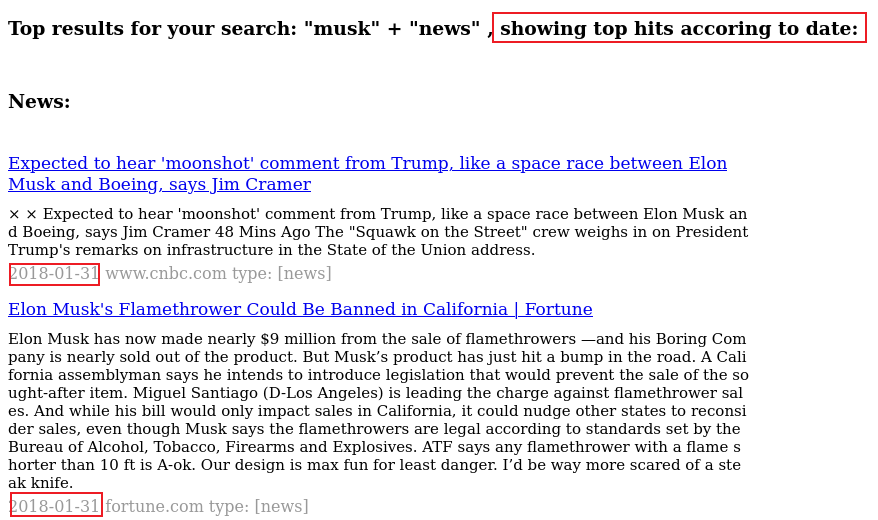 Top results for your search: "musk" + "news" , showing top hits accoring to date:
News:
Expected to hear 'moonshot' comment from Trump, like a space race between Elon
Musk and Boeing, says Jim Cramer
× × Expected to hear 'moonshot' comment from Trump, like a space race between Elon Musk an
d Boeing, says Jim Cramer 48 Mins Ago The "Squawk on the Street" crew weighs in on President
Trump's remarks on infrastructure in the State of the Union address.
2018-01-31 www.cnbc.com type: [news]
Elon Musk's Flamethrower Could Be Banned in California | Fortune
Elon Musk has now made nearly $9 million from the sale of flamethrowers —and his Boring Com
pany is nearly sold out of the product. But Musk’s product has just hit a bump in the road. A Cali
fornia assemblyman says he intends to introduce legislation that would prevent the sale of the so
ught-after item. Miguel Santiago (D-Los Angeles) is leading the charge against flamethrower sal
es. And while his bill would only impact sales in California, it could nudge other states to reconsi
der sales, even though Musk says the flamethrowers are legal according to standards set by the
Bureau of Alcohol, Tobacco, Firearms and Explosives. ATF says any flamethrower with a flame s
horter than 10 ft is A-ok. Our design is max fun for least danger. I’d be way more scared of a ste
ak knife.
2018-01-31 fortune.com type: [news]